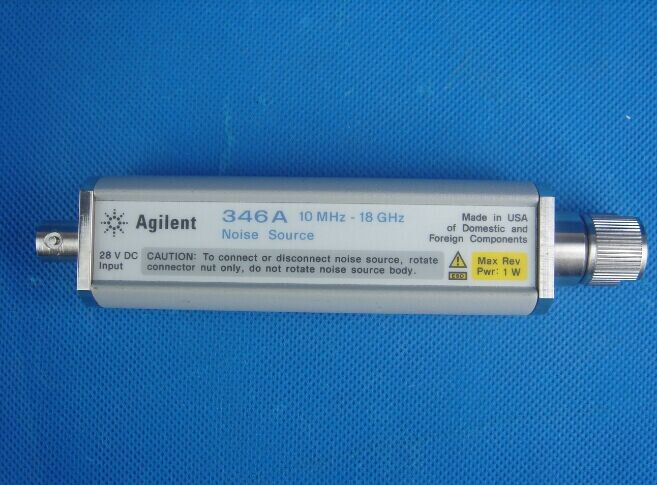 Agilent
346A 10 MHz - 18 GHz
Noise Source
Made in USA
of Domestic and
Foreign Components
28 V DC
Input
CAUTION: To connect or disconnect noise source, rotate
connector nut only, do not rotate noise source body.
ESD
Max Rev
Pwr: 1 W